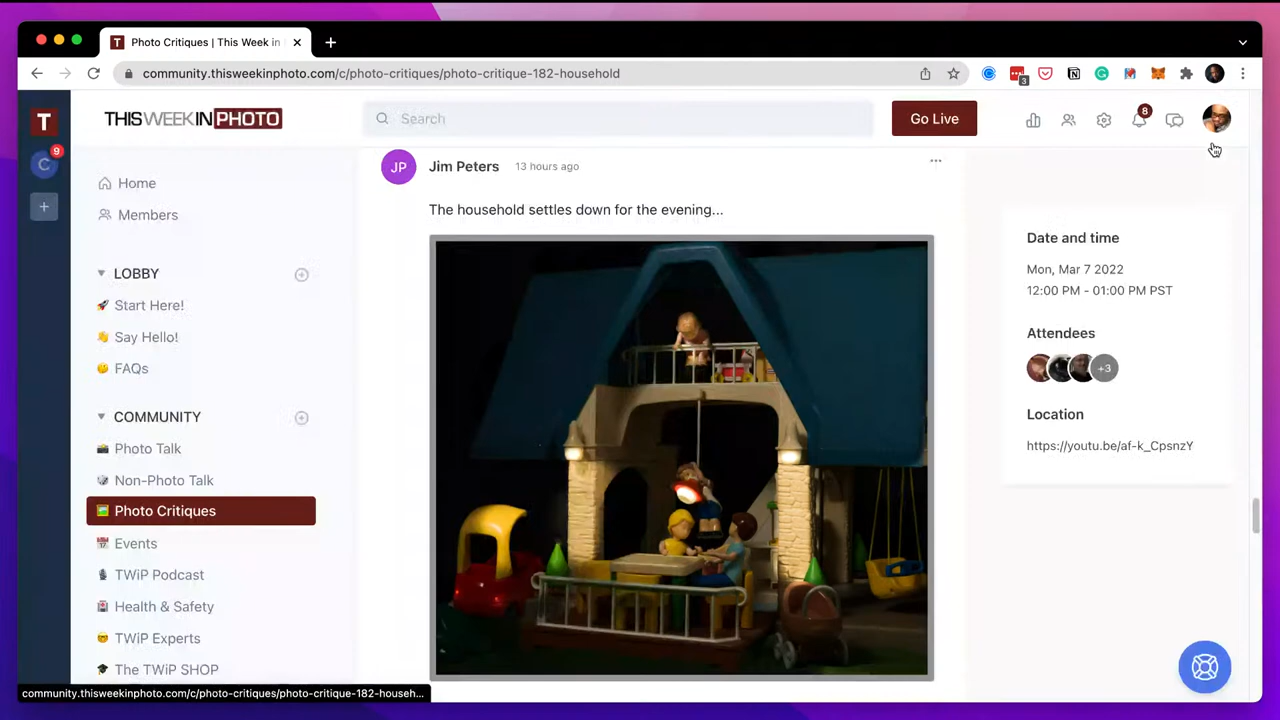 Photo Critiques | This Week in
community.thisweekinphoto.com/c/photo-critiques/photo-critique-182-household
3
T
C
9
THISWEEKINPHOTO
Search
Go Live
8
Home
Members
LOBBY
Start Here!
Say Hello!
FAQs
COMMUNITY
Photo Talk
Non-Photo Talk
Photo Critiques
Events
TWiP Podcast
Health & Safety
TWiP Experts
The TWiP SHOP
JP
Jim Peters
13 hours ago
The household settles down for the evening...
Date and time
Mon, Mar 7 2022
12:00 PM - 01:00 PM PST
Attendees
+3
Location
https://youtu.be/af-k_CpsnzY
community.thisweekinphoto.com/c/photo-critiques/photo-critique-182-househ...